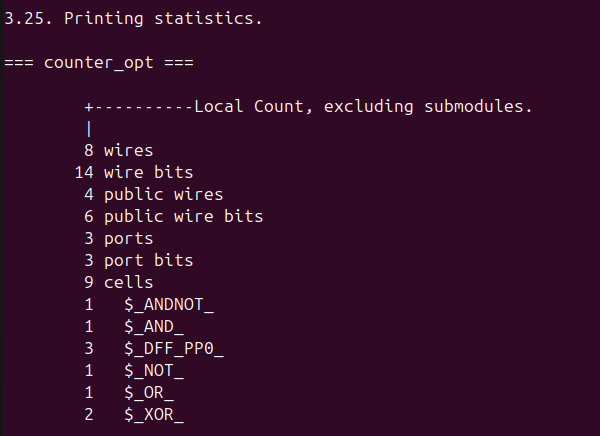 3.25. Printing statistics.
=== counter_opt ===
+----------Local Count, excluding submodules.
|
8 wires
14 wire bits
4 public wires
6 public wire bits
3 ports
3 port bits
9 cells
1 $_ANDNOT_
1 $_AND_
3 $_DFF_PP0_
1 $_NOT_
1 $_OR_
2 $_XOR_